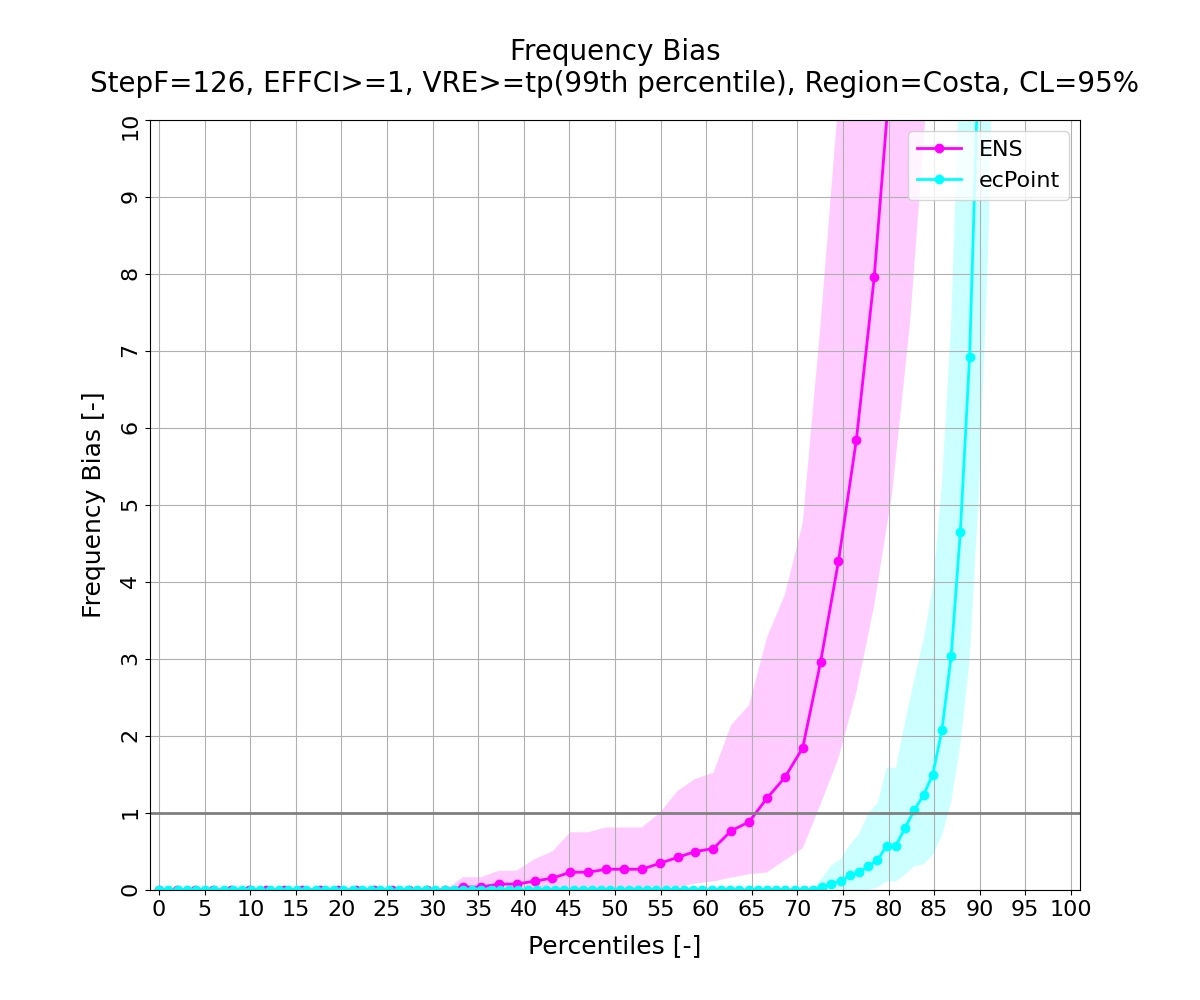 Frequency Bias
StepF=126, EFFCI>=1, VRE>=tp(99th percentile), Region=Costa, CL=95%
ENS
ecPoint
Frequency Bias [-]
10
9
8
7
6
5
4
3
2
1
0
0 5 10 15 20 25 30 35 40 45 50 55 60 65 70 75 80 85 90 95 100
Percentiles [-]